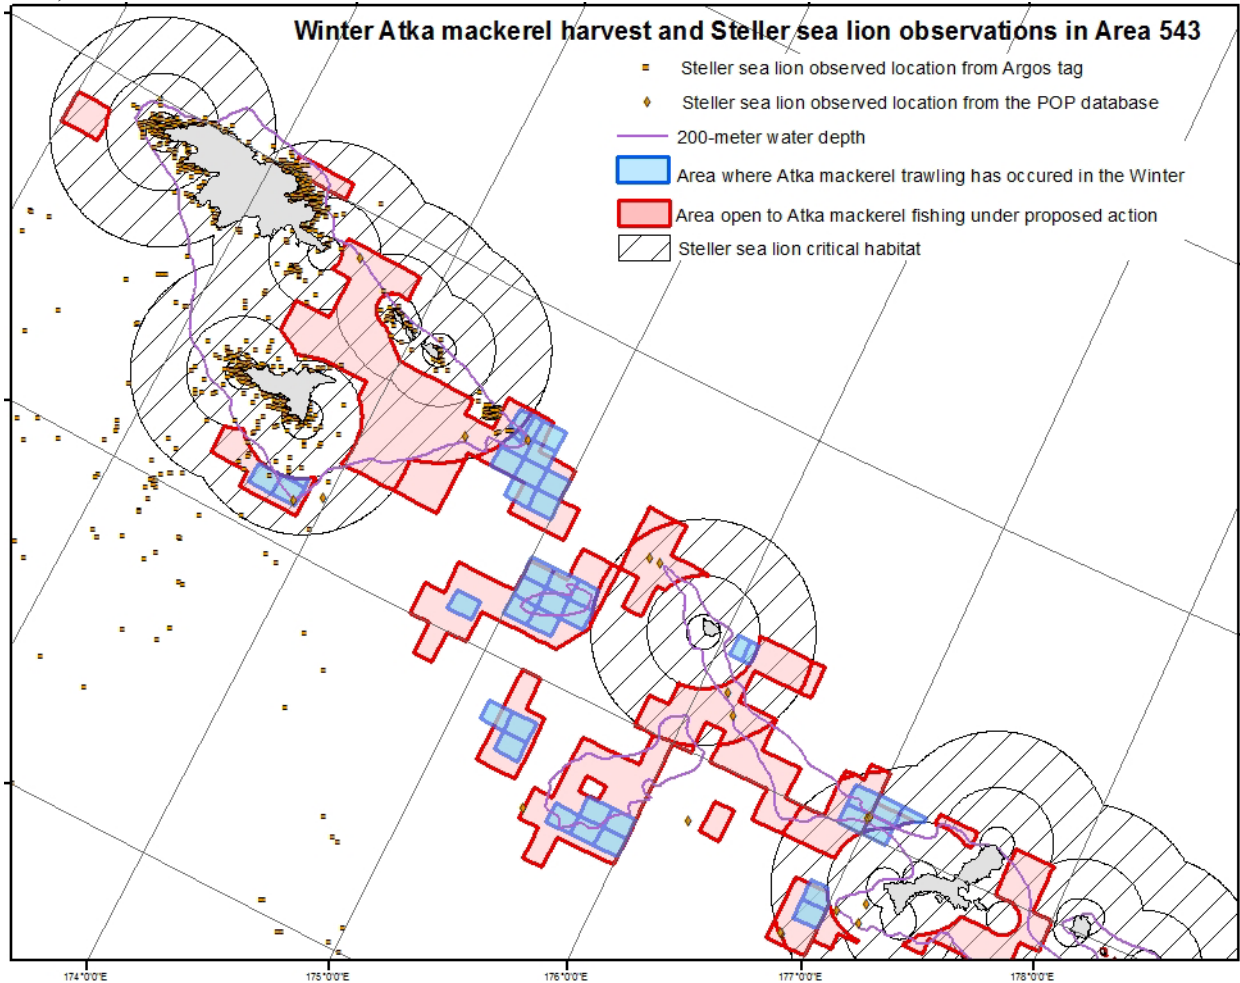 Winter Atka mackerel harvest and Steller sea lion observations in Area 543
Steller sea lion observed location from Argos tag
Steller sea lion observed location from the POP database
200-meter water depth
Area where Atka mackerel trawling has occured in the Winter
Area open to Atka mackerel fishing under proposed action
Steller sea lion critical habitat
174°0'0"E 175°0'0"E 176°0'0"E 177°0'0"E 178°0'0"E